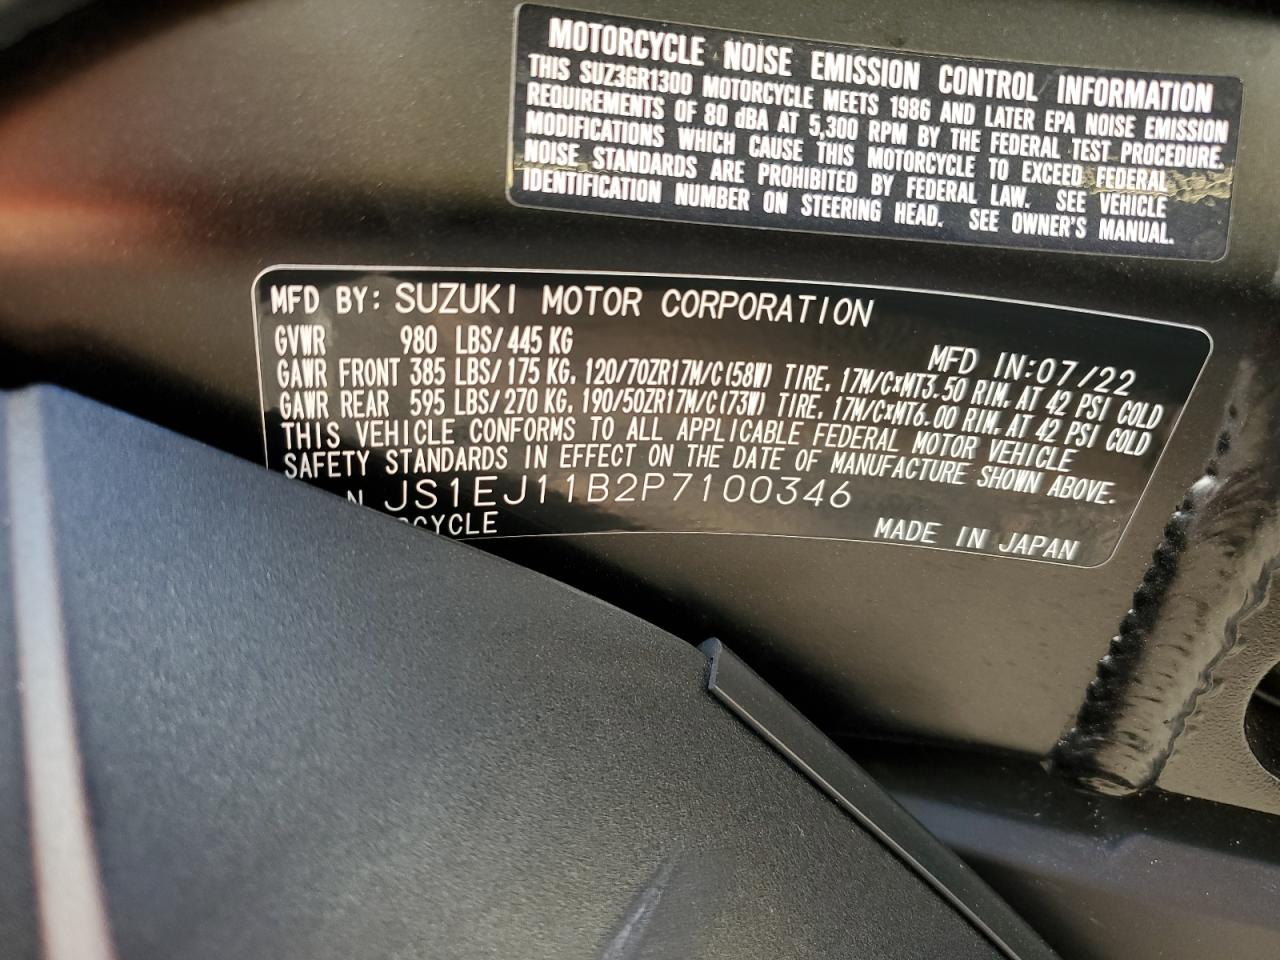 MOTORCYCLE NOISE EMISSION CONTROL INFORMATION
THIS SUZ3GR1300 MOTORCYCLE MEETS 1986 AND LATER EPA NOISE EMISSION
REQUIREMENTS OF 80 dBA AT 5,300 RPM BY THE FEDERAL TEST PROCEDURE.
MODIFICATIONS WHICH CAUSE THIS MOTORCYCLE TO EXCEED FEDERAL
NOISE STANDARDS ARE PROHIBITED BY FEDERAL LAW. SEE VEHICLE
IDENTIFICATION NUMBER ON STEERING HEAD. SEE OWNER'S MANUAL.
MFD BY: SUZUKI MOTOR CORPORATION
GVWR 980 LBS/445 KG MFD IN:07/22
GAWR FRONT 385 LBS/175 KG. 120/70ZR17M/C(58W) TIRE. 17M/C×MT3.50 RIM. AT 42 PSI COLD
GAWR REAR 595 LBS/270 KG. 190/50ZR17M/C(73W) TIRE. 17M/C×MT6.00 RIM. AT 42 PSI COLD
THIS VEHICLE CONFORMS TO ALL APPLICABLE FEDERAL MOTOR VEHICLE
SAFETY STANDARDS IN EFFECT ON THE DATE OF MANUFACTURE SHOWN ABOVE.
N JS1EJ11B2P7100346
CYCLE MADE IN JAPAN